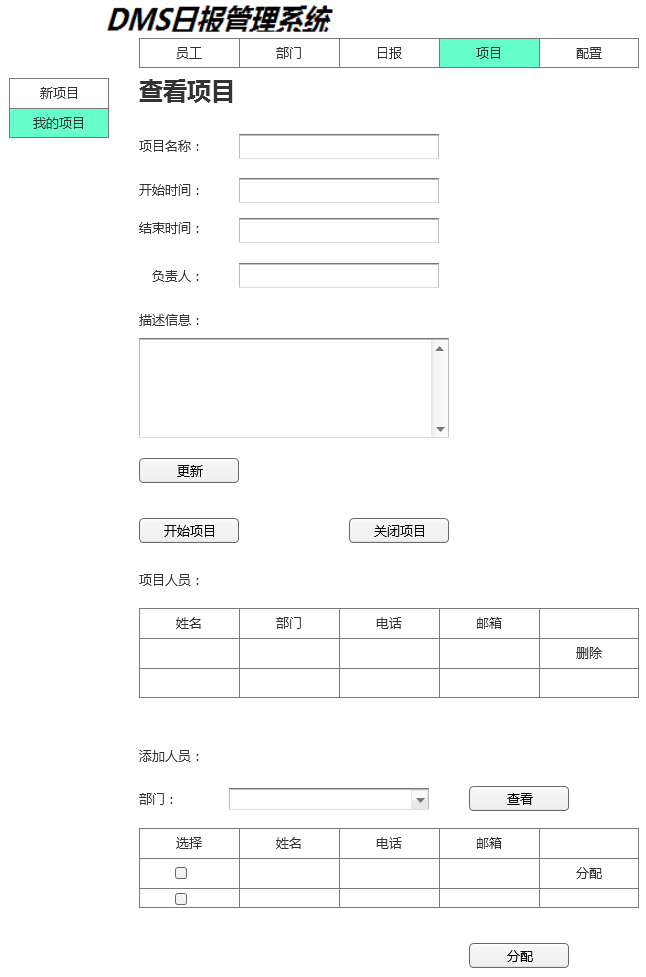 DMS日报管理系统
员工 部门 日报 项目 配置
新项目
我的项目
查看项目
项目名称：
开始时间：
结束时间：
负责人：
描述信息：
更新
开始项目 关闭项目
项目人员：
姓名 部门 电话 邮箱
删除
添加人员：
部门： 查看
选择 姓名 电话 邮箱
分配
分配